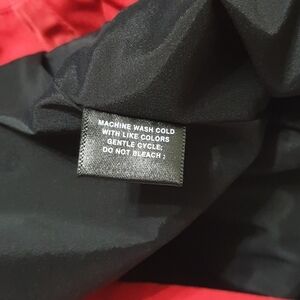 MACHINE WASH COLD
WITH LIKE COLORS
GENTLE CYCLE;
DO NOT BLEACH ;